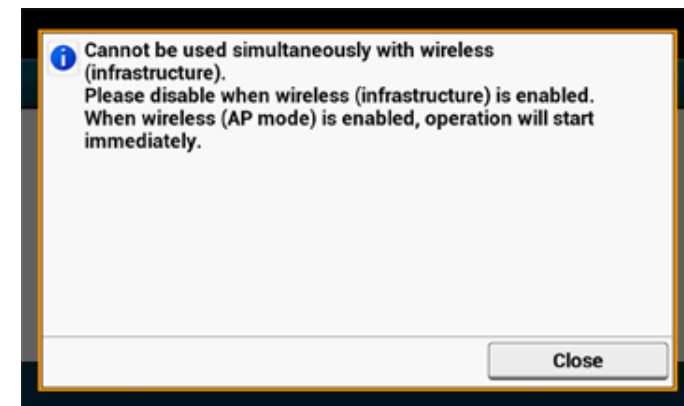 Cannot be used simultaneously with wireless
(infrastructure).
Please disable when wireless (infrastructure) is enabled.
When wireless (AP mode) is enabled, operation will start
immediately.
Close